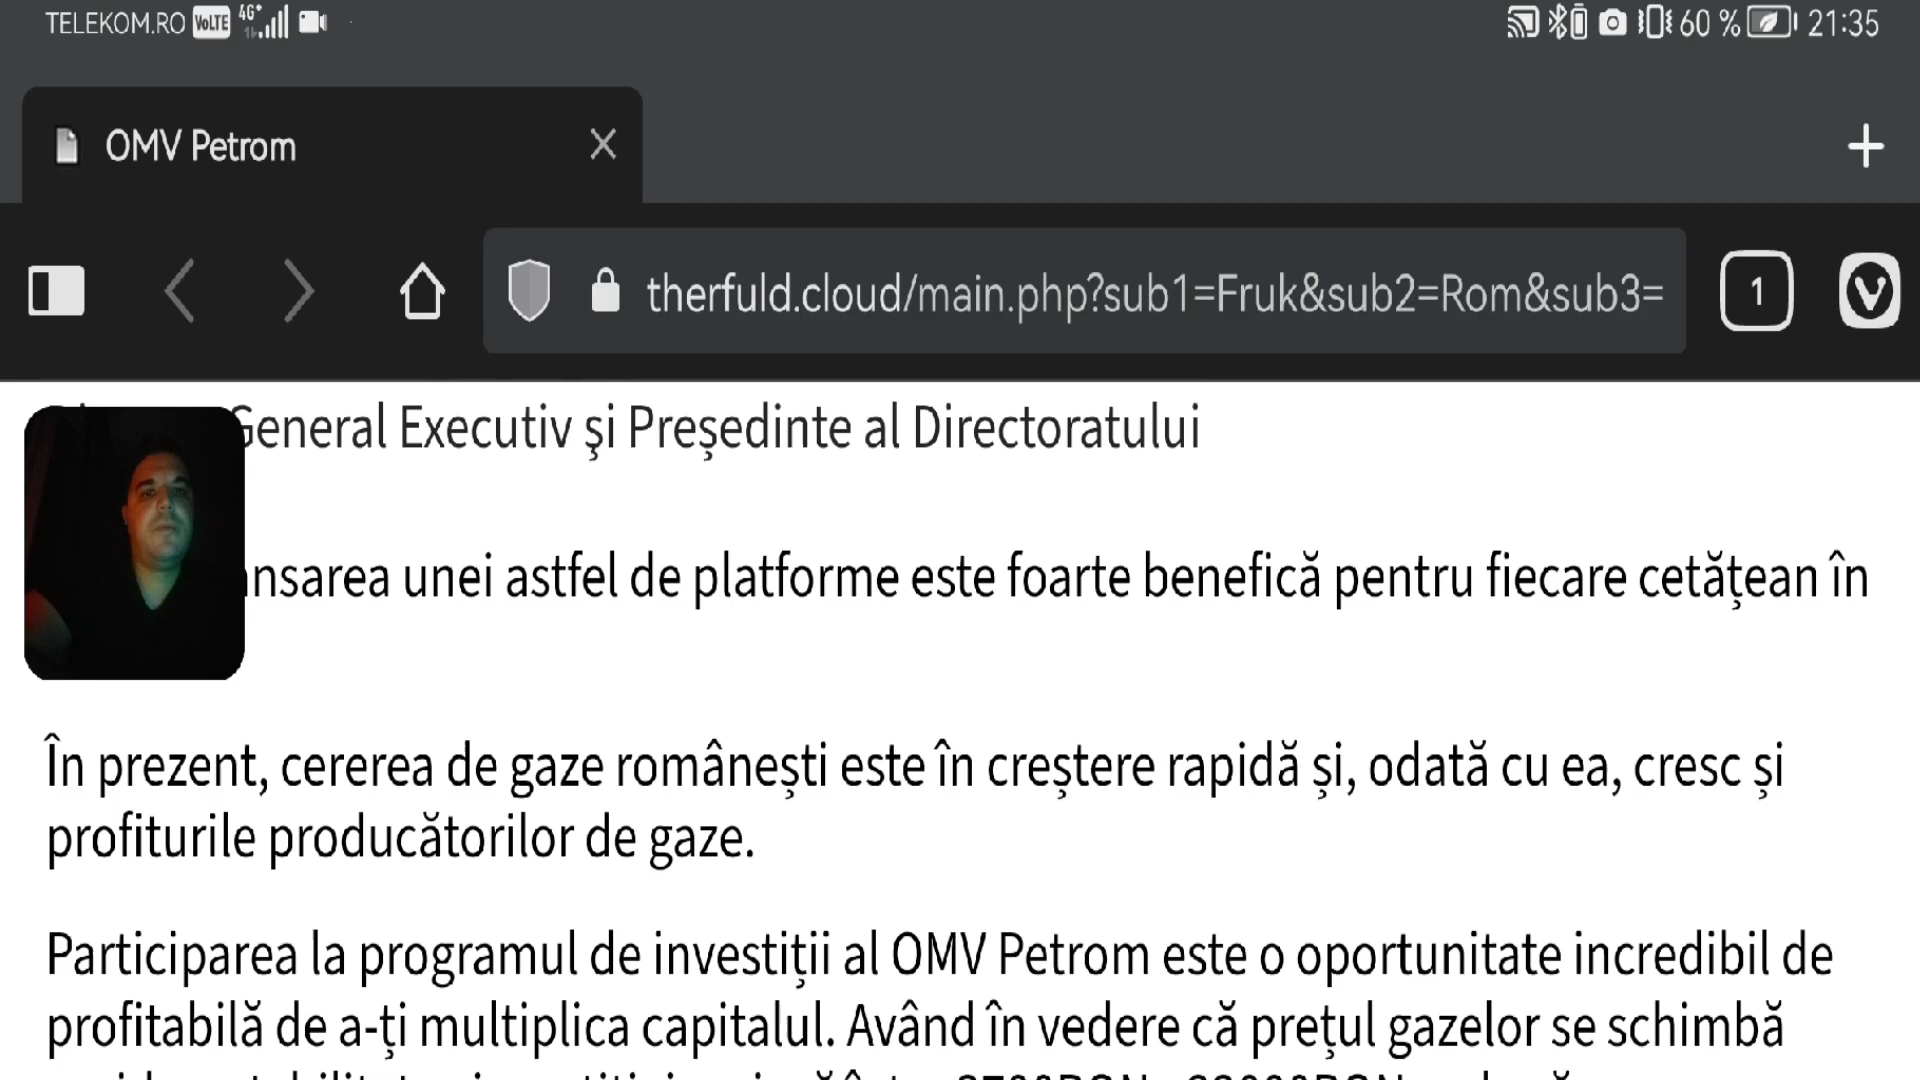 TELEKOM.RO VoLTE 4G+ 60 % 21:35
OMV Petrom
therfuld.cloud/main.php?sub1=Fruk&sub2=Rom&sub3= 1
General Executiv şi Președinte al Directoratului
unei astfel de platforme este foarte benefică pentru fiecare cetățean în
În prezent, cererea de gaze românești este în creștere rapidă și, odată cu ea, cresc și
profiturile producătorilor de gaze.
Participarea la programul de investiții al OMV Petrom este o oportunitate incredibil de
profitabilă de a-ți multiplica capitalul. Având în vedere că prețul gazelor se schimbă